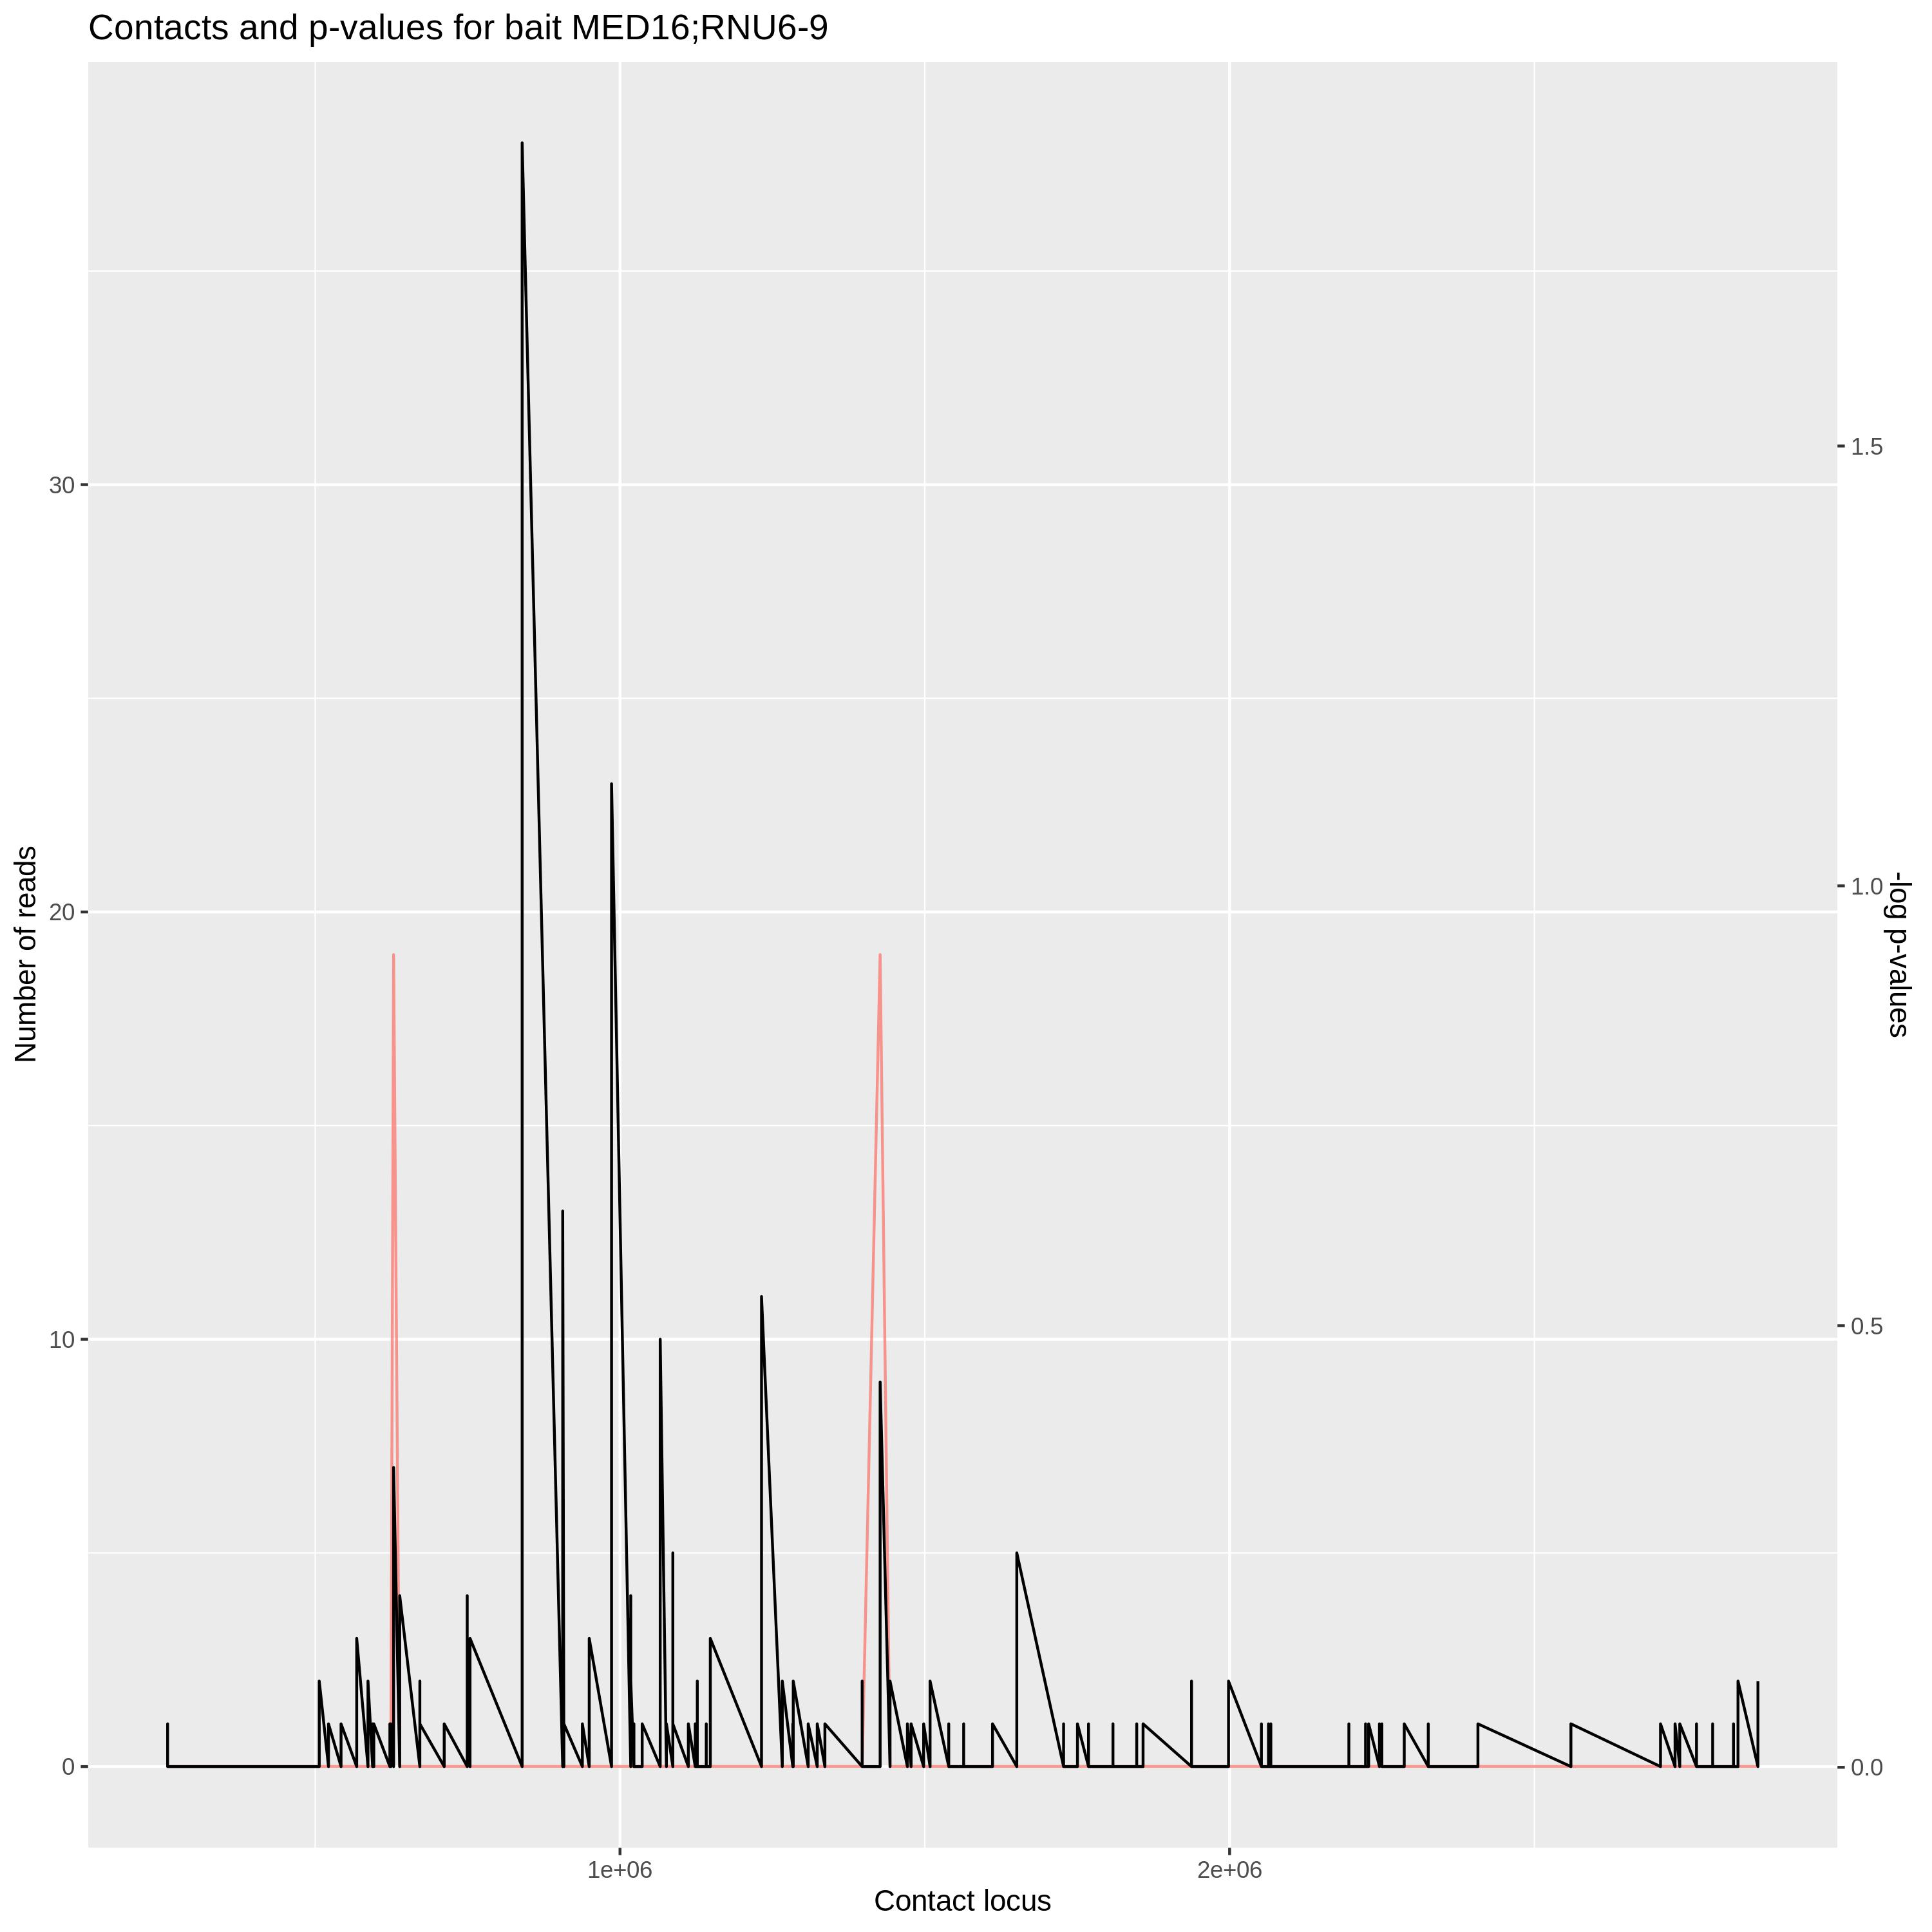 Contacts and p-values for bait MED16;RNU6-9
Number of reads
30
20
10
0
1.5
1.0
0.5
0.0
-log p-values
1e+06
2e+06
Contact locus